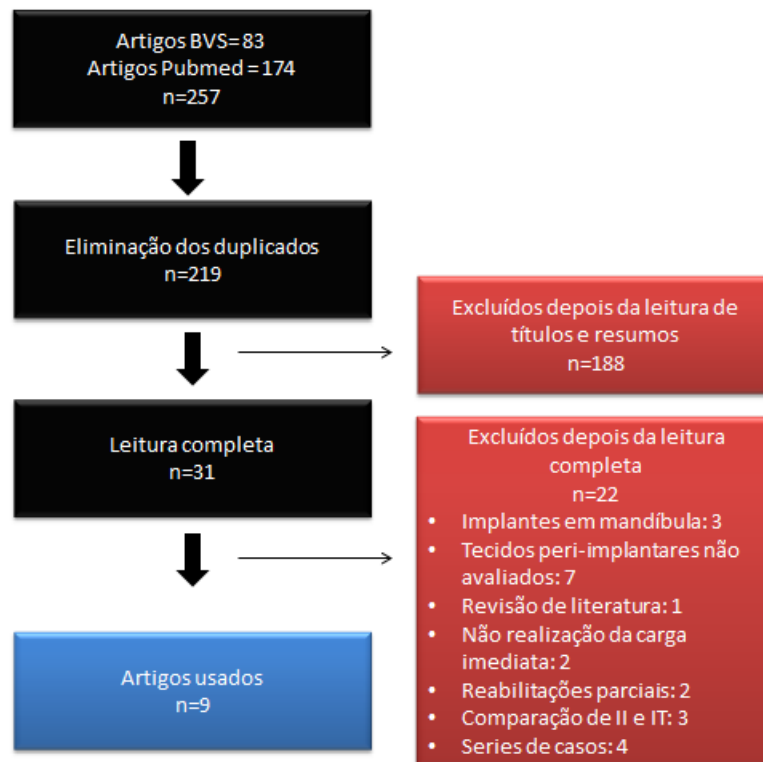 Artigos BVS= 83
Artigos Pubmed = 174
n=257
Eliminação dos duplicados
n=219
Excluídos depois da leitura de
títulos e resumos
n=188
Leitura completa
n=31
Excluídos depois da leitura
completa
n=22
• Implantes em mandíbula: 3
• Tecidos peri-implantares não
avaliados: 7
• Revisão de literatura: 1
• Não realização da carga
imediata: 2
• Reabilitações parciais: 2
• Comparação de II e IT: 3
• Series de casos: 4
Artigos usados
n=9